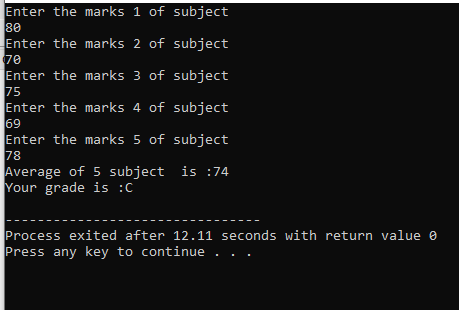 Enter the marks 1 of subject
80
Enter the marks 2 of subject
70
Enter the marks 3 of subject
75
Enter the marks 4 of subject
69
Enter the marks 5 of subject
78
Average of 5 subject  is :74
Your grade is :C
--------------------------------
Process exited after 12.11 seconds with return value 0
Press any key to continue . . .